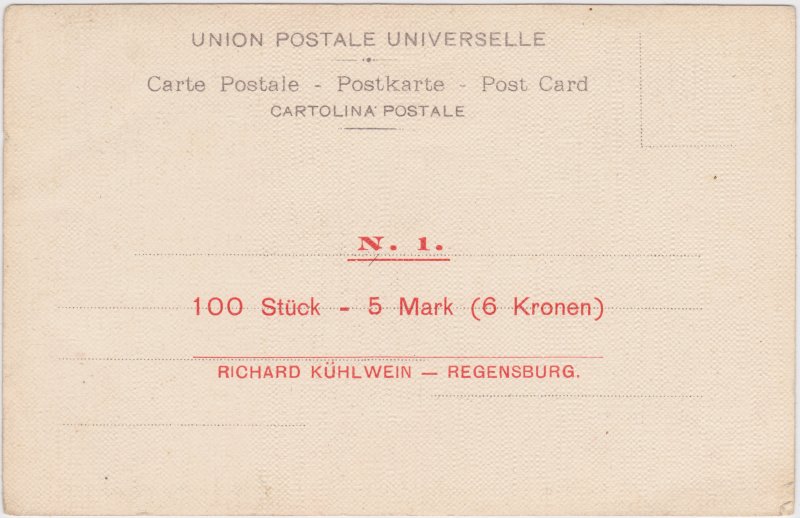 UNION POSTALE UNIVERSELLE
Carte Postale - Postkarte - Post Card
CARTOLINA POSTALE
N. 1.
100 Stück - 5 Mark (6 Kronen)
RICHARD KÜHLWEIN — REGENSBURG.